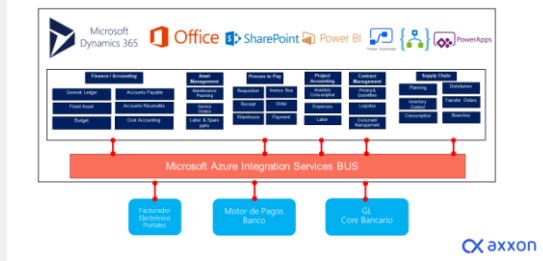 Microsoft
Dynamics 365
Office
SharePoint
Power BI
Power Automate
PowerApps
Finance / Accounting
General Ledger
Accounts Payable
Fixed Asset
Accounts Receivable
Budget
Cost Accounting
Asset
Management
Maintenance
Planning
Service
Orders
Labor & Spare
parts
Procure to Pay
Requisition
Invoice
Receipt
Order
Warehouse
Payment
Project
Accounting
Inventory
Consumption
Expenses
Labor
Contract
Management
Pricing &
Quantities
Logistics
Document
Management
Supply Chain
Planning
Distribution
Inventory
Control
Transfer Orders
Consumption
Branches
Microsoft Azure Integration Services BUS
Facturador
Electrónico
Portales
Motor de Pagos
Banco
GL
Core Bancario
axxon